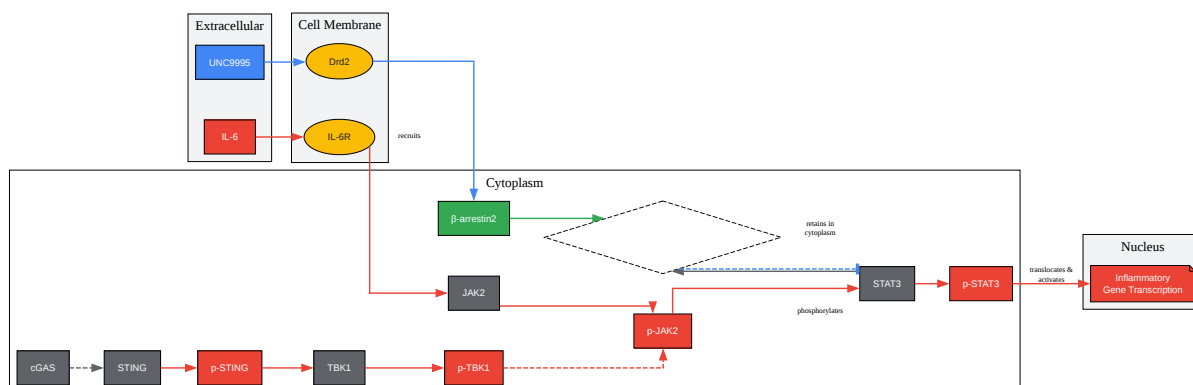 Extracellular
Cell Membrane
UNC9995
Drd2
IL-6
IL-6R
recruits
Cytoplasm
β-arrestin2
retains in
cytoplasm
Nucleus
JAK2
STAT3
p-STAT3
translocates &
activates
Inflammatory
Gene Transcription
phosphorylates
p-JAK2
cGAS
STING
p-STING
TBK1
p-TBK1